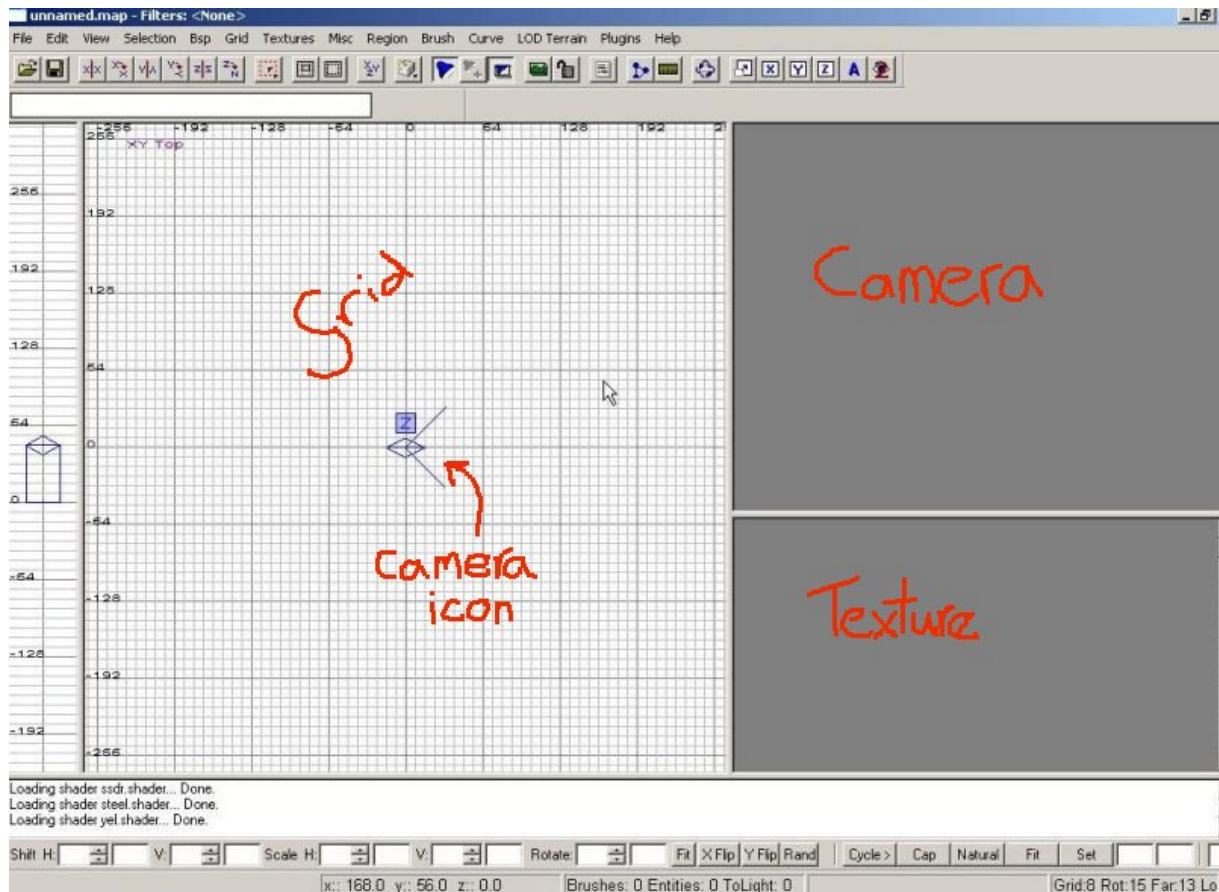 unnamed.map - Filters: <None>
File Edit View Selection Bsp Grid Textures Misc Region Brush Curve LOD Terrain Plugins Help
X Y Z A
-256 -192 -128 -64 0 64 128 192 2
256
XY Top
256
192
192
128
128
64
64
0
0
-64
-64
-128
-128
-192
-192
-256
Z
Grid
Camera
icon
Camera
Texture
Loading shader ssdr.shader... Done.
Loading shader steel.shader... Done.
Loading shader yel.shader... Done.
Shift H: V: Scale H: V: Rotate: Fit X Flip Y Flip Rand Cycle > Cap Natural Fit Set
x:: 168.0 y:: 56.0 z:: 0.0 Brushes: 0 Entities: 0 ToLight: 0 Grid:8 Rot:15 Far:13 Lo